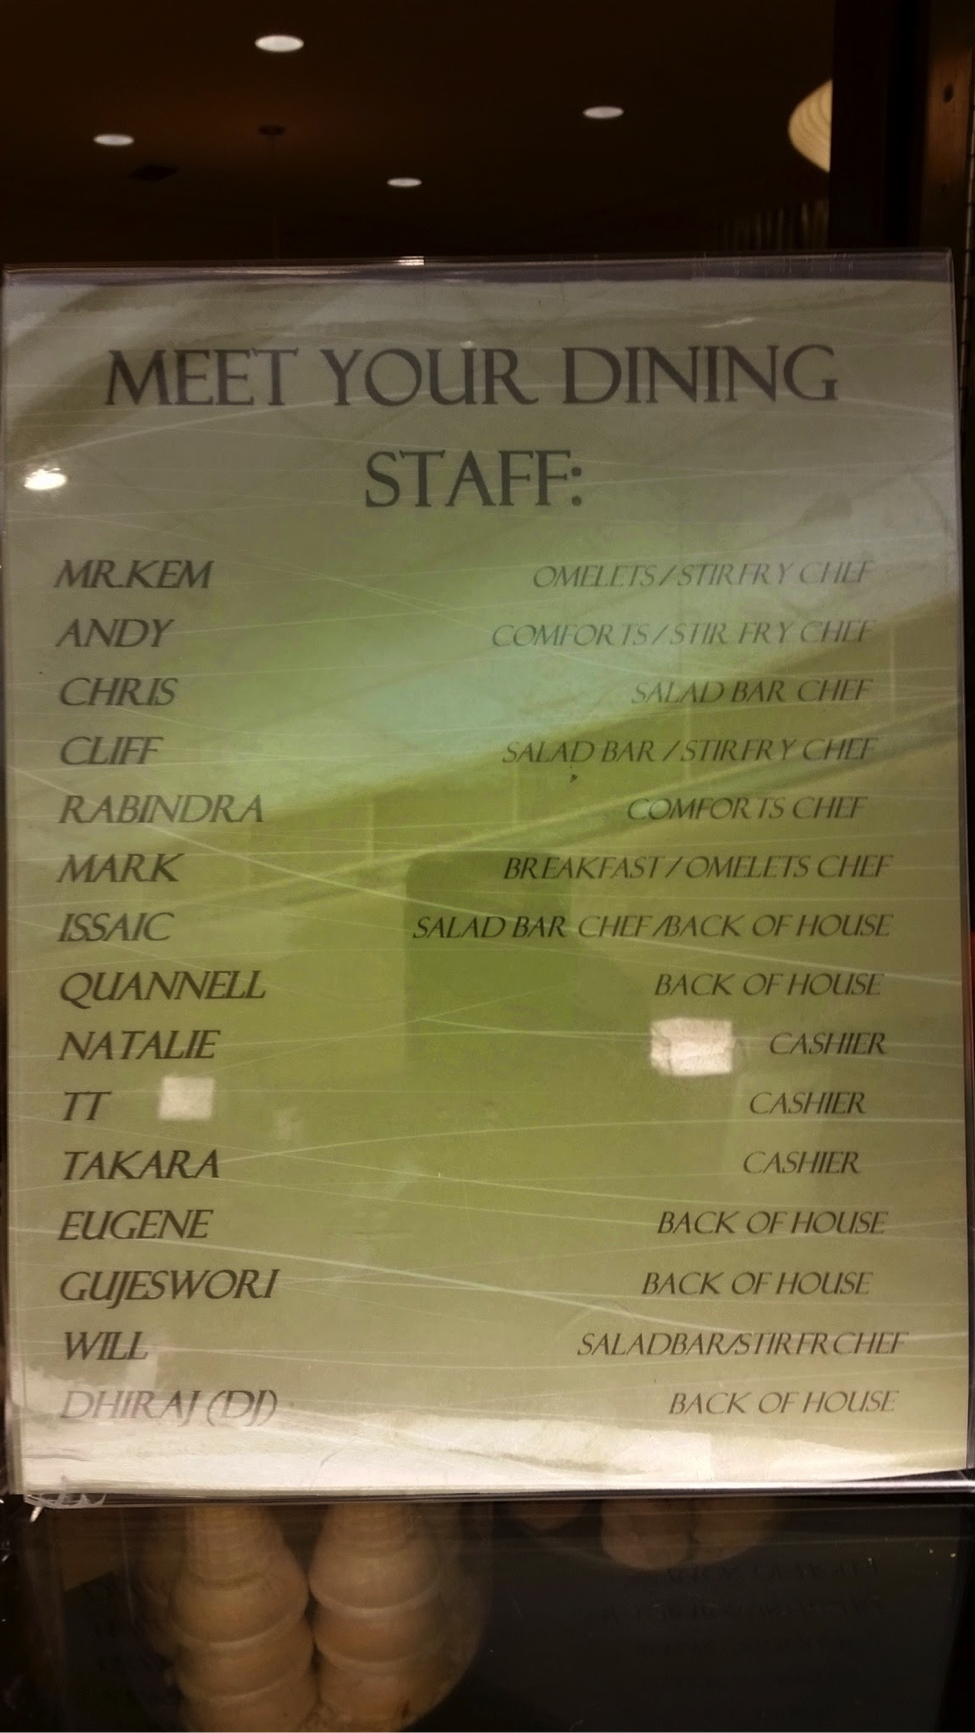 MEET YOUR DINING
STAFF:
MR.KEM OMELETS/STIRFRY CHEF
ANDY COMFORTS/STIR FRY CHEF
CHRIS SALAD BAR CHEF
CLIFF SALAD BAR /STIRFRY CHEF
RABINDRA COMFORTS CHEF
MARK BREAKFAST/ OMELETS CHEF
ISSAIC SALAD BAR CHEF/BACK OF HOUSE
QUANNELL BACK OF HOUSE
NATALIE CASHIER
TT CASHIER
TAKARA CASHIER
EUGENE BACK OF HOUSE
GUJESWORI BACK OF HOUSE
WILL SALADBAR/STIRFRCHEF
DHIRAJ (DJ) BACK OF HOUSE